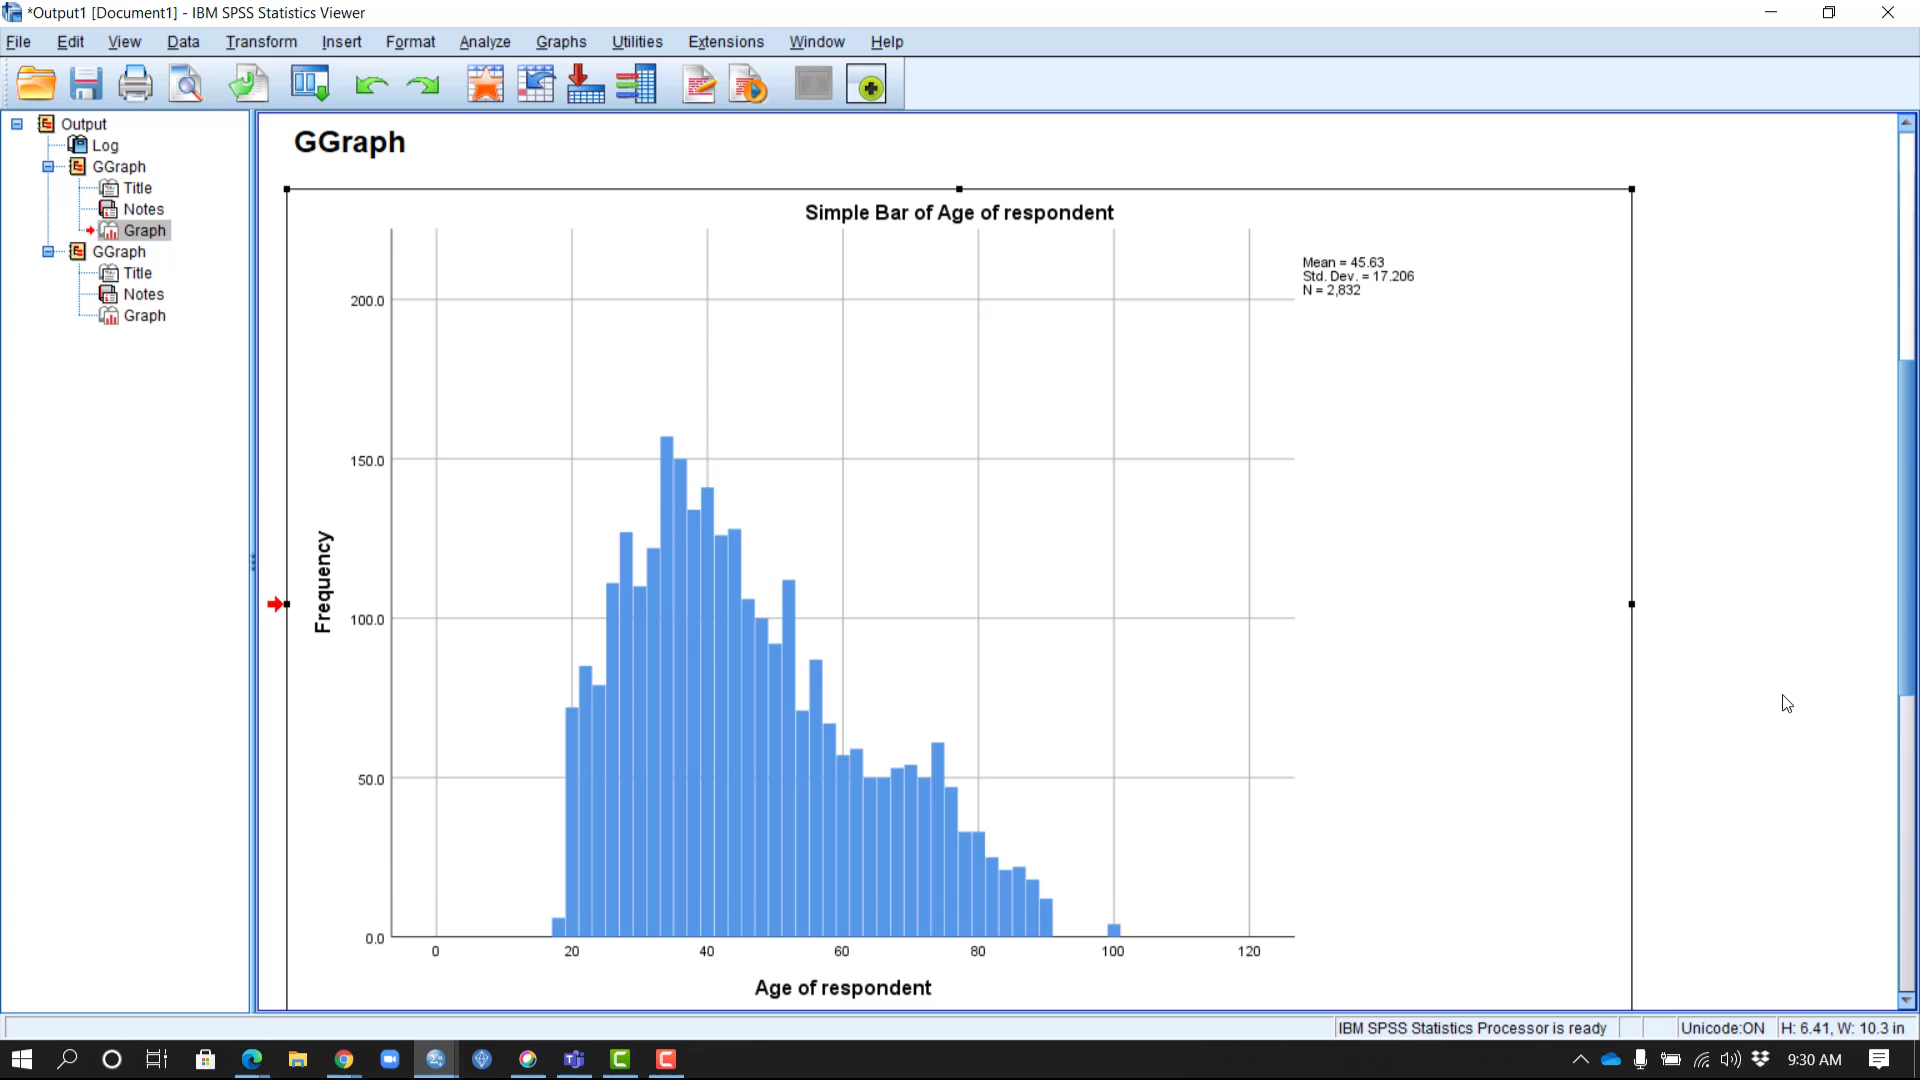 *Output1 [Document1] - IBM SPSS Statistics Viewer
File Edit View Data Transform Insert Format Analyze Graphs Utilities Extensions Window Help
Output
Log
GGraph
Title
Notes
Graph
GGraph
Title
Notes
Graph
GGraph
Simple Bar of Age of respondent
Mean = 45.63
Std. Dev. = 17.206
N = 2,832
200.0
150.0
100.0
50.0
0.0
Frequency
0 20 40 60 80 100 120
Age of respondent
IBM SPSS Statistics Processor is ready Unicode:ON H: 6.41, W: 10.3 in
9:30 AM